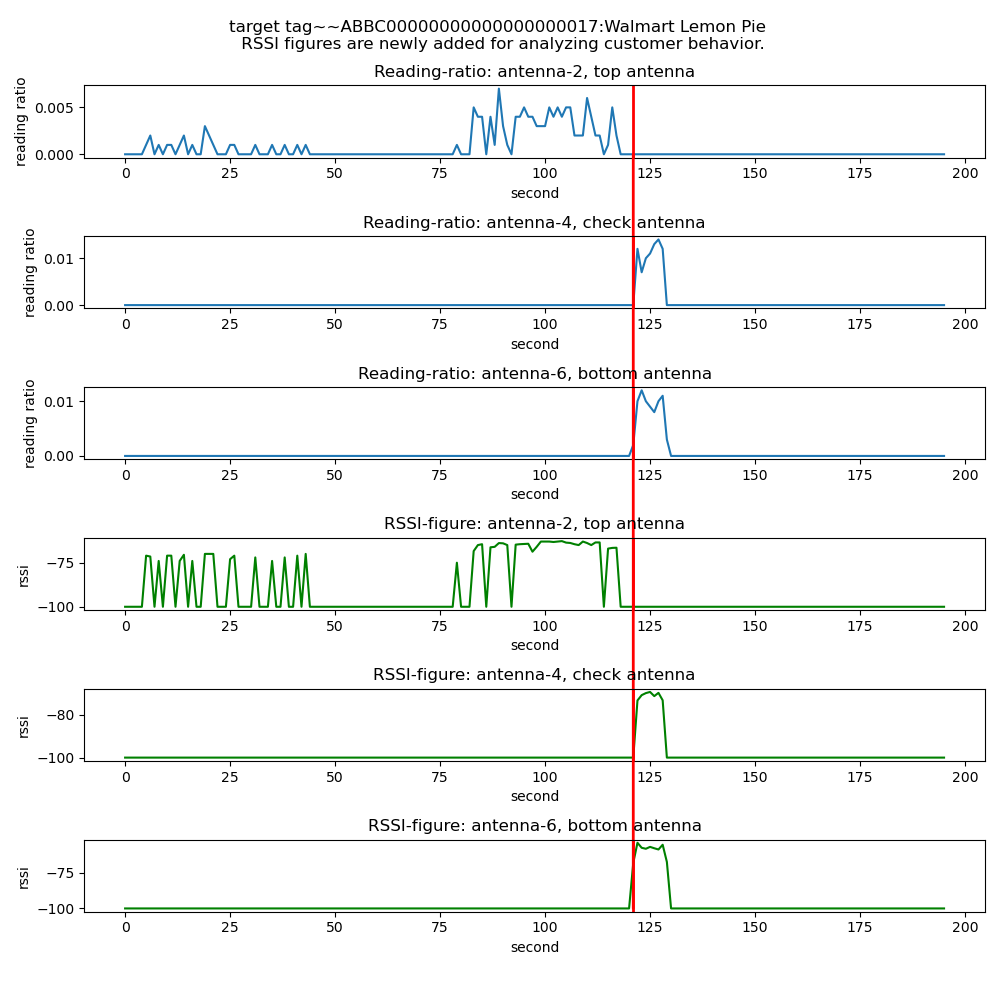 target tag~~ABBC00000000000000000017:Walmart Lemon Pie
RSSI figures are newly added for analyzing customer behavior.
Reading-ratio: antenna-2, top antenna
reading ratio
0.005
0.000
0 25 50 75 100 125 150 175 200
second
Reading-ratio: antenna-4, check antenna
reading ratio
0.01
0.00
0 25 50 75 100 125 150 175 200
second
Reading-ratio: antenna-6, bottom antenna
reading ratio
0.01
0.00
0 25 50 75 100 125 150 175 200
second
RSSI-figure: antenna-2, top antenna
rssi
−75
−100
0 25 50 75 100 125 150 175 200
second
RSSI-figure: antenna-4, check antenna
rssi
−80
−100
0 25 50 75 100 125 150 175 200
second
RSSI-figure: antenna-6, bottom antenna
rssi
−75
−100
0 25 50 75 100 125 150 175 200
second